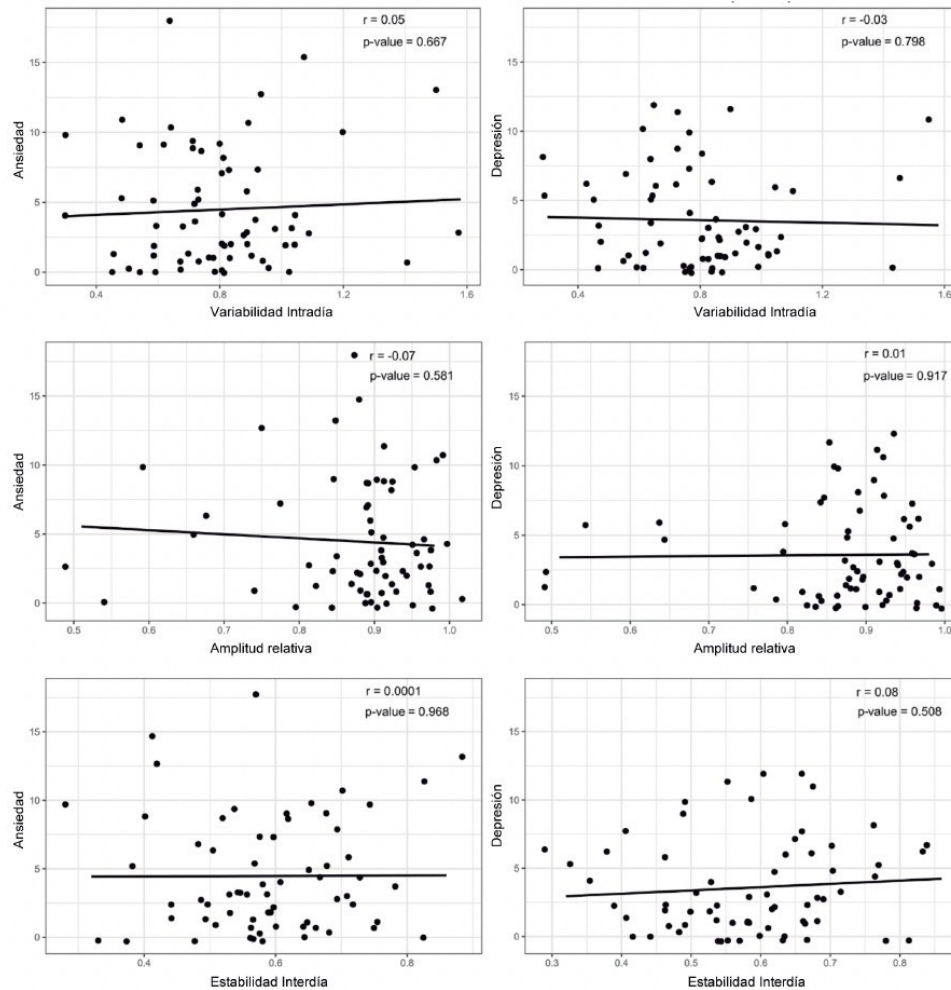 r = 0.05
p-value = 0.667
Ansiedad
15
10
5
0
0.4 0.8 1.2 1.6
Variabilidad Intradía
r = -0.03
p-value = 0.798
Depresión
15
10
5
0
0.4 0.8 1.2 1.6
Variabilidad Intradía
r = -0.07
p-value = 0.581
Ansiedad
15
10
5
0
0.5 0.6 0.7 0.8 0.9 1.0
Amplitud relativa
r = 0.01
p-value = 0.917
Depresión
15
10
5
0
0.5 0.6 0.7 0.8 0.9 1.0
Amplitud relativa
r = 0.0001
p-value = 0.968
Ansiedad
15
10
5
0
0.4 0.6 0.8
Estabilidad Interdía
r = 0.08
p-value = 0.508
Depresión
15
10
5
0
0.3 0.4 0.5 0.6 0.7 0.8
Estabilidad Interdía